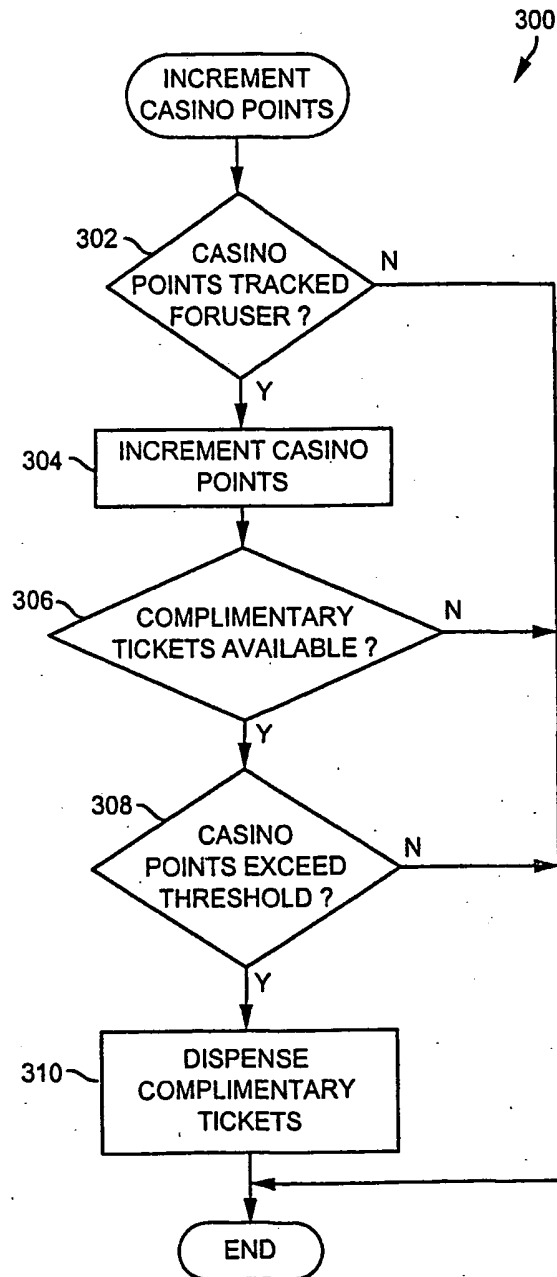 300
INCREMENT
CASINO POINTS
302
CASINO
POINTS TRACKED
FORUSER ?
N
Y
304
INCREMENT CASINO
POINTS
306
COMPLIMENTARY
TICKETS AVAILABLE ?
N
Y
308
CASINO
POINTS EXCEED
THRESHOLD ?
N
Y
310
DISPENSE
COMPLIMENTARY
TICKETS
END